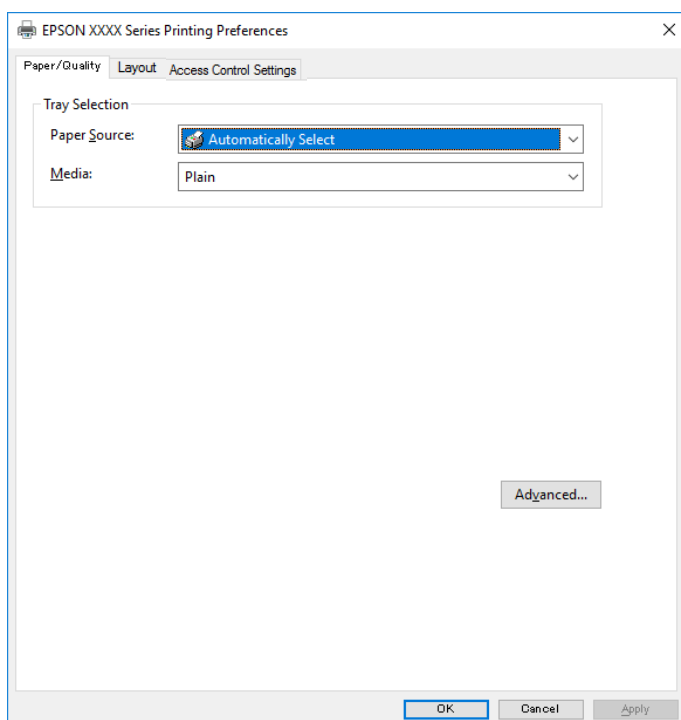 EPSON XXXX Series Printing Preferences
Paper/Quality Layout Access Control Settings
Tray Selection
Paper Source: Automatically Select
Media: Plain
Advanced...
OK Cancel Apply